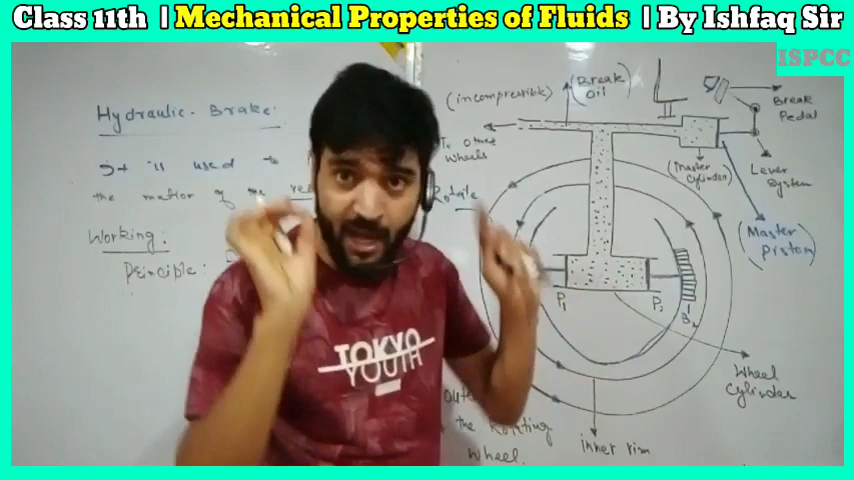 Class 11th | Mechanical Properties of Fluids | By Ishfaq Sir
ISPCC
Hydraulic - Brake:
It is used to
the motion of the
Working:
Principle:
(incompressible)
(Break
Oil)
To other
wheels
Rotate
Break
Pedal
Lever
System
(Master
Cylinder)
(Master
Piston)
P1
P2
B2
Wheel
Cylinder
the Rotating
Wheel.
inner rim
TOKYO
YOUTH